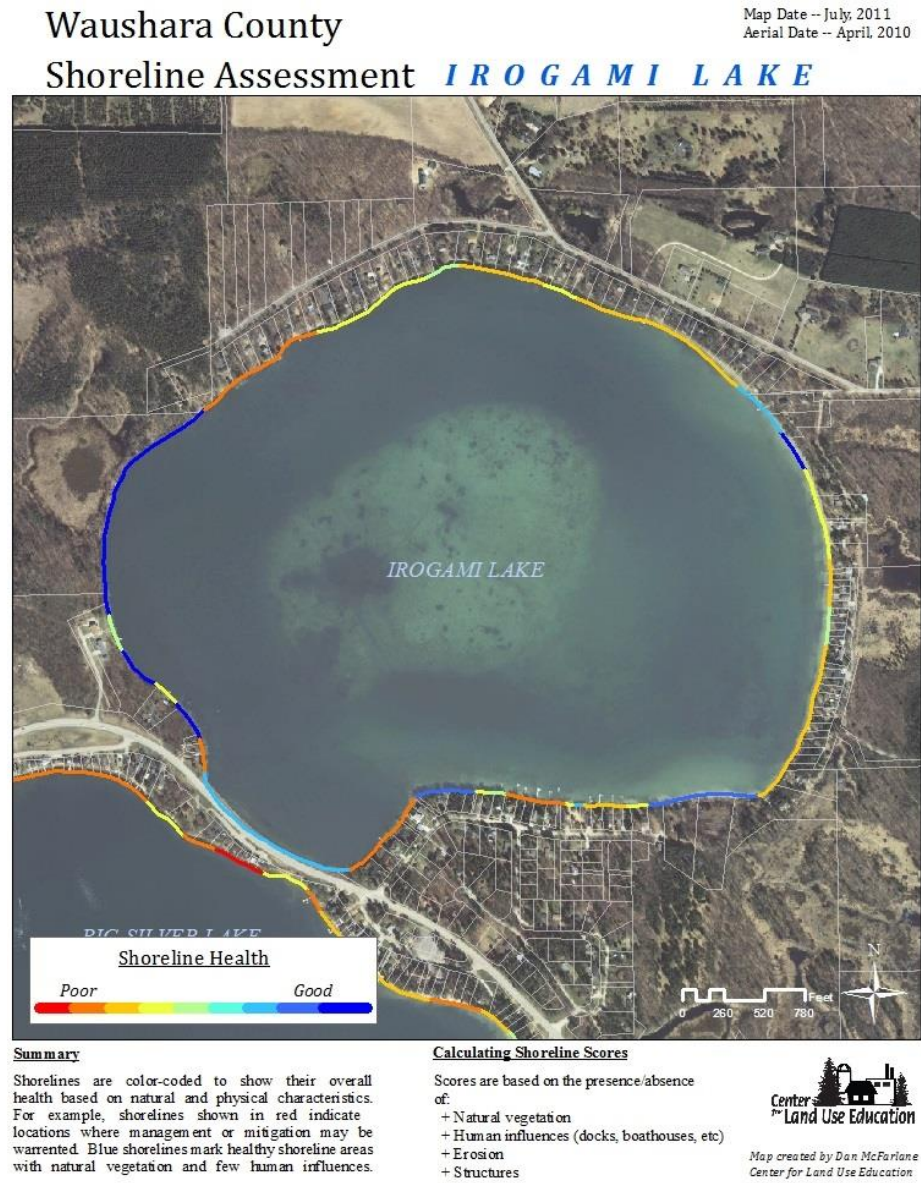 Waushara County
Shoreline Assessment IROGAMI LAKE
Map Date -- July, 2011
Aerial Date -- April, 2010
IROGAMI LAKE
BIG SILVER LAKE
Shoreline Health
Poor Good
N
Feet
0 260 520 780
Summary
Shorelines are color-coded to show their overall
health based on natural and physical characteristics.
For example, shorelines shown in red indicate
locations where management or mitigation may be
warrented. Blue shorelines mark healthy shoreline areas
with natural vegetation and few human influences.
Calculating Shoreline Scores
Scores are based on the presence/absence
of:
+ Natural vegetation
+ Human influences (docks, boathouses, etc)
+ Erosion
+ Structures
Center
for Land Use Education
Map created by Dan McFarlane
Center for Land Use Education